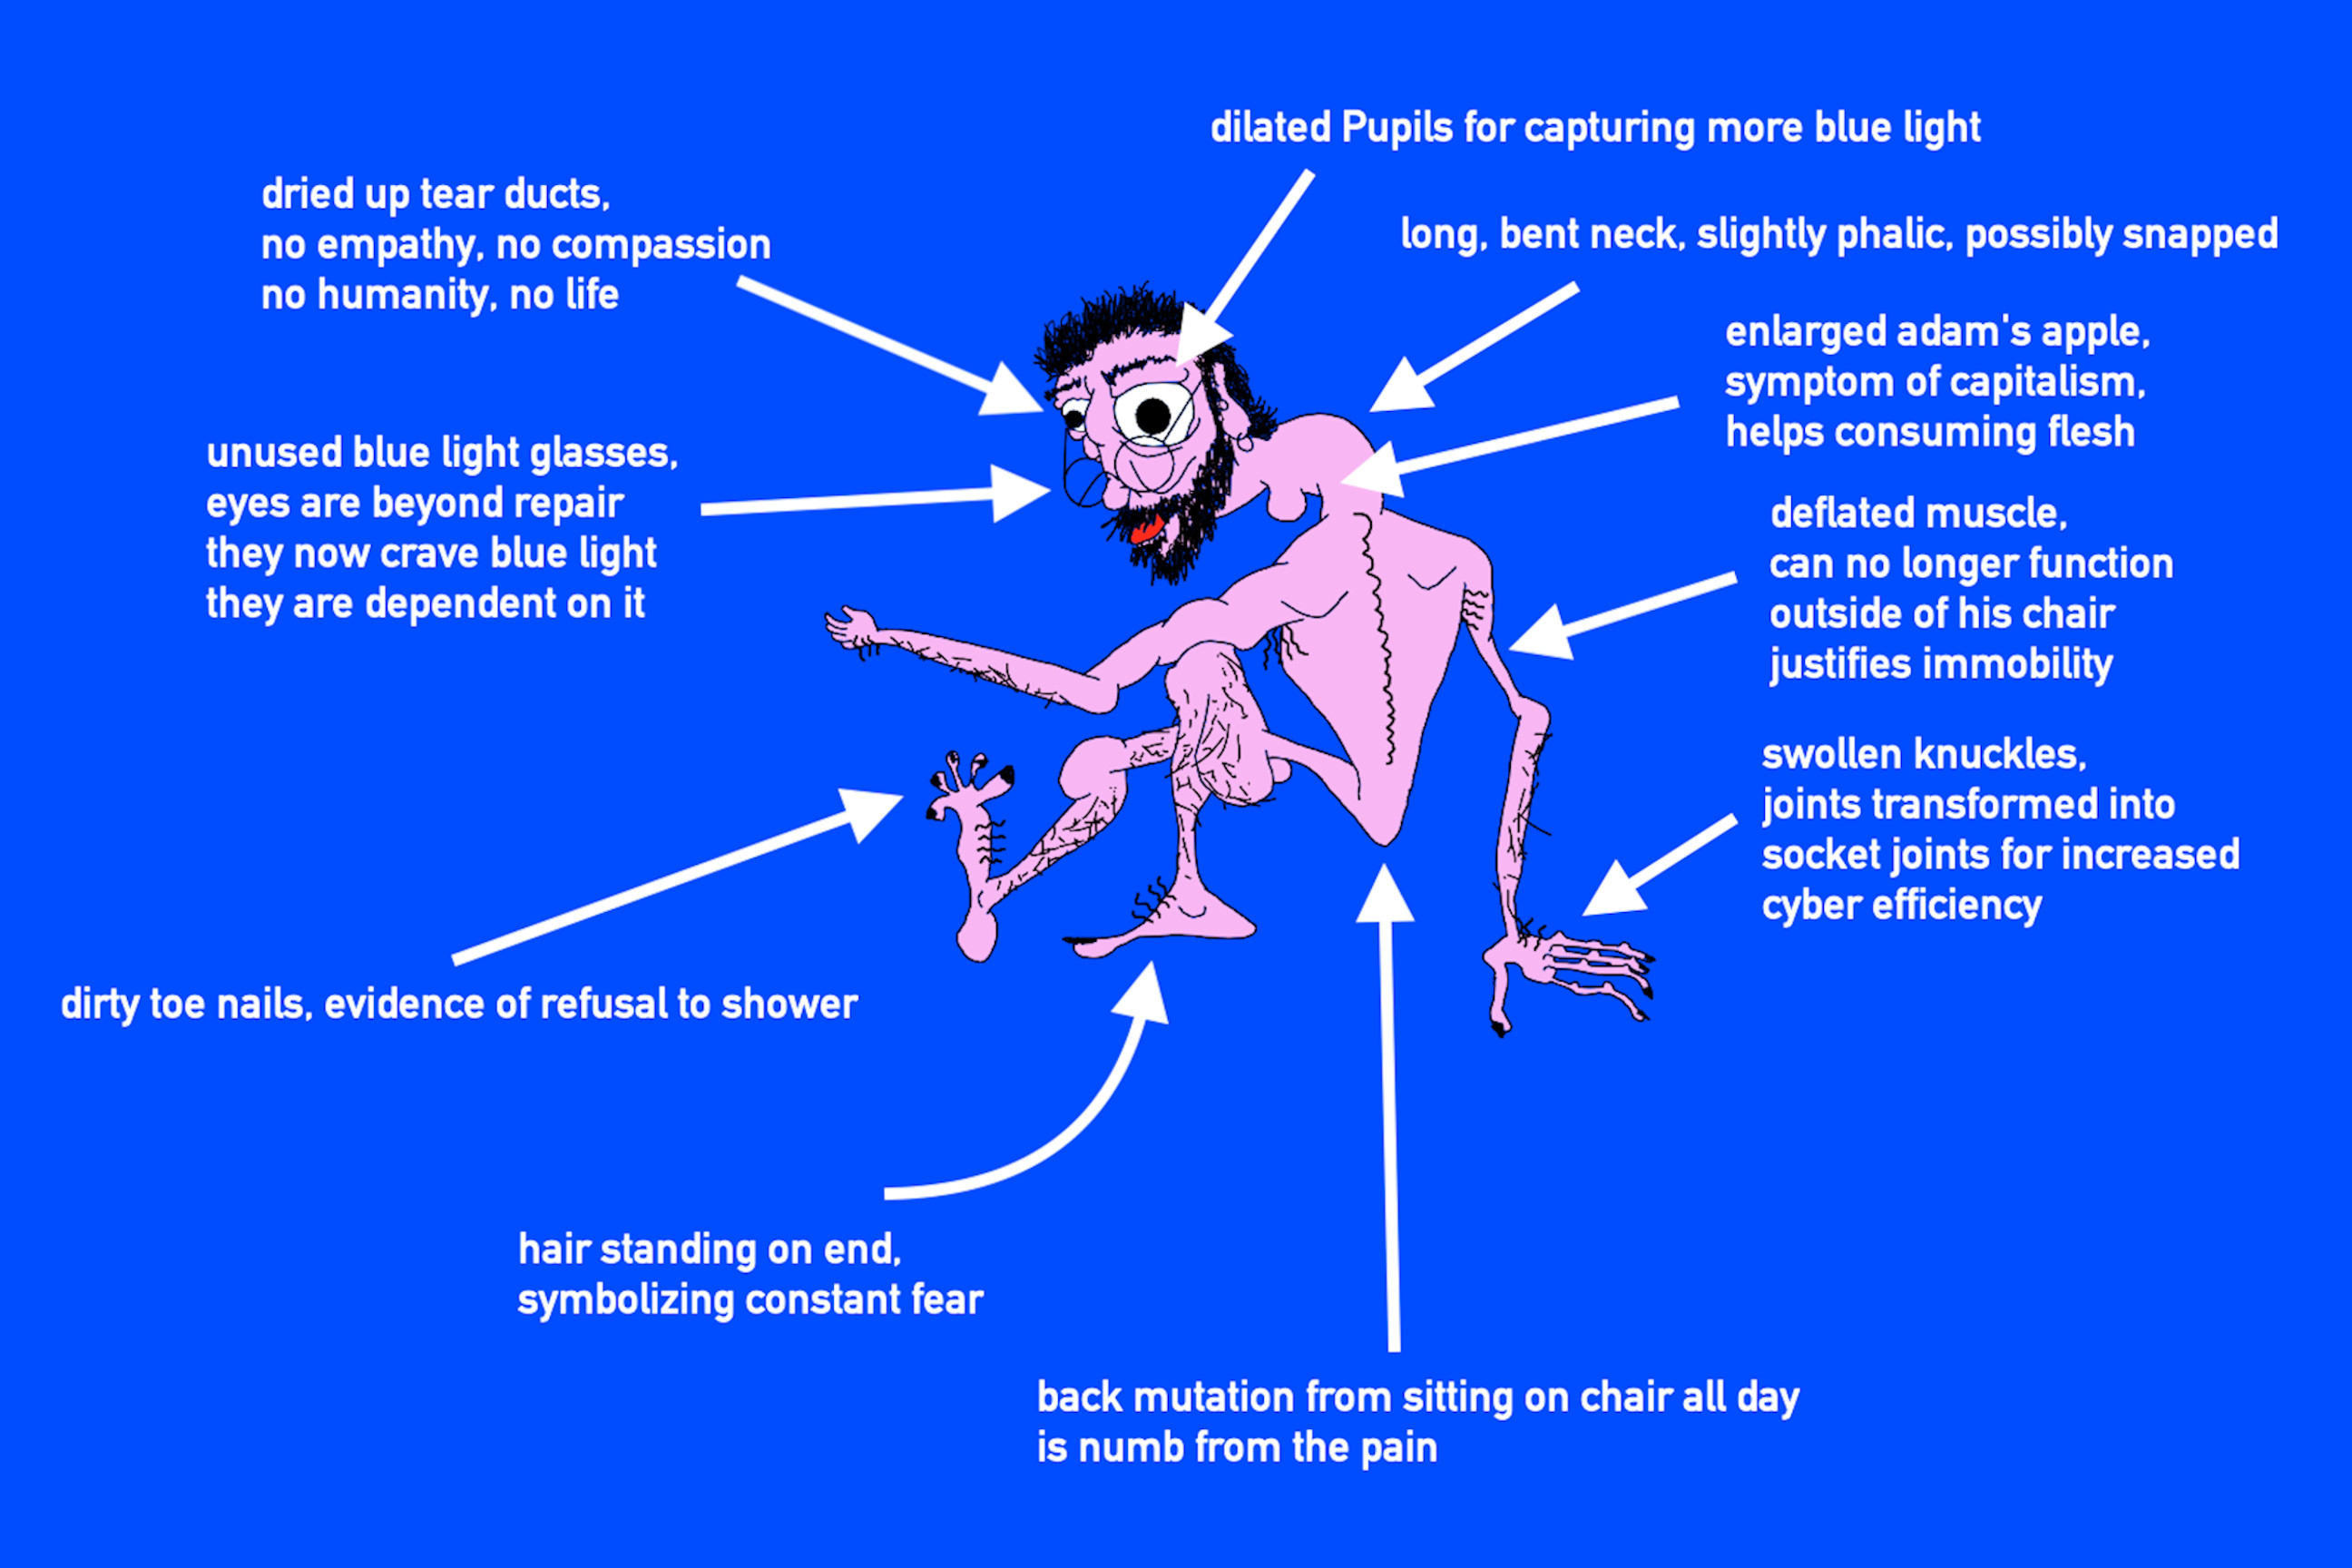 dilated Pupils for capturing more blue light
dried up tear ducts,
no empathy, no compassion
no humanity, no life
long, bent neck, slightly phalic, possibly snapped
enlarged adam's apple,
symptom of capitalism,
helps consuming flesh
unused blue light glasses,
eyes are beyond repair
they now crave blue light
they are dependent on it
deflated muscle,
can no longer function
outside of his chair
justifies immobility
swollen knuckles,
joints transformed into
socket joints for increased
cyber efficiency
dirty toe nails, evidence of refusal to shower
hair standing on end,
symbolizing constant fear
back mutation from sitting on chair all day
is numb from the pain